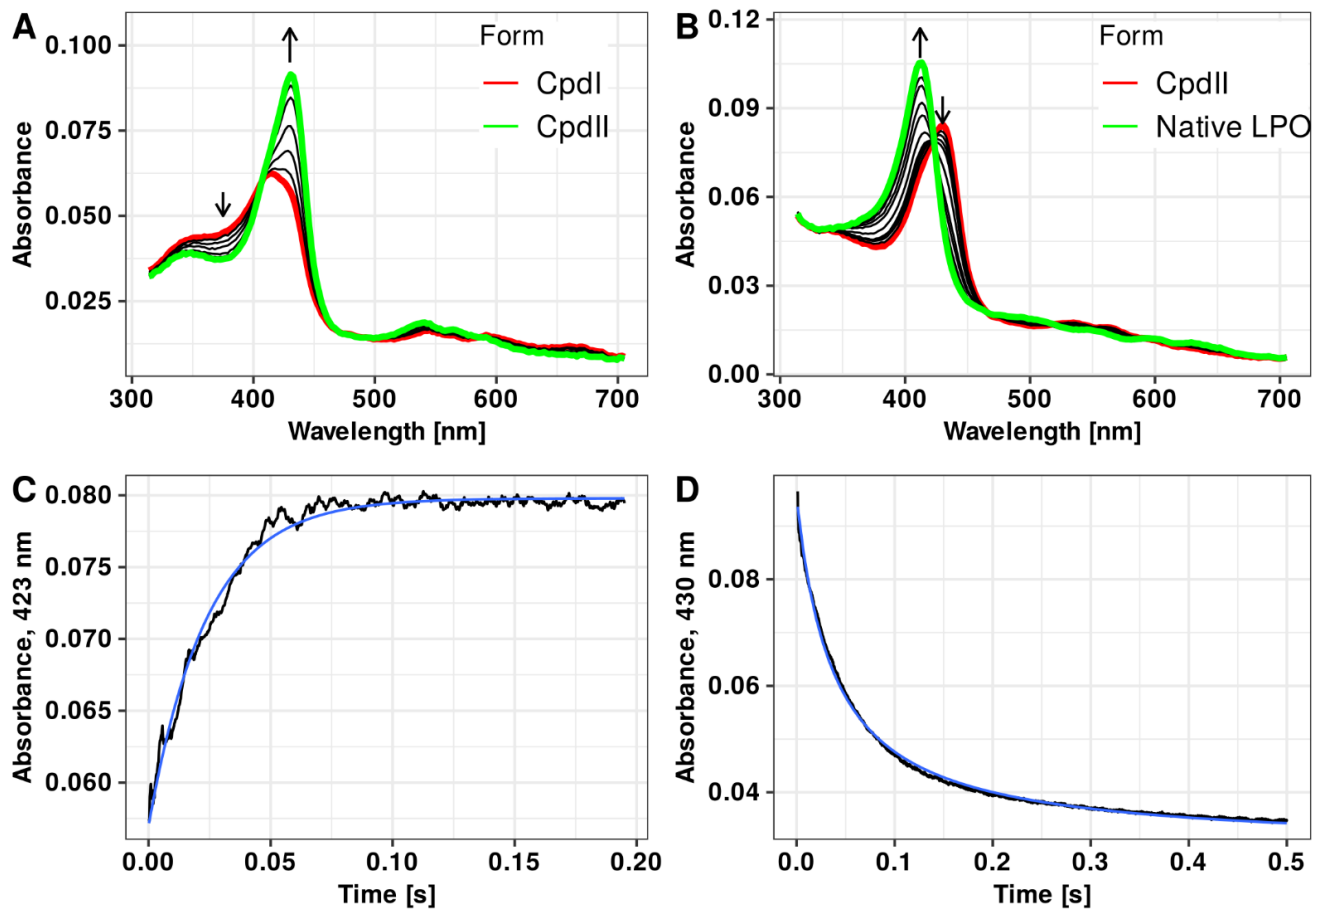 A
Absorbance
0.100
0.075
0.050
0.025
Form
CpdI
CpdII
300 400 500 600 700
Wavelength [nm]
B
Absorbance
0.12
0.09
0.06
0.03
0.00
Form
CpdII
Native LPO
300 400 500 600 700
Wavelength [nm]
C
Absorbance, 423 nm
0.080
0.075
0.070
0.065
0.060
0.00 0.05 0.10 0.15 0.20
Time [s]
D
Absorbance, 430 nm
0.08
0.06
0.04
0.0 0.1 0.2 0.3 0.4 0.5
Time [s]